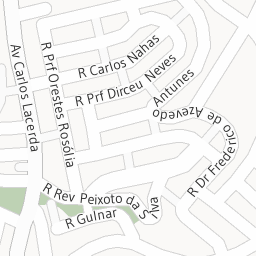 Av Carlos Lacerda
R Prf Orestes Rosólia
R Carlos Nahas
R Prf Dirceu Neves
Antunes
R Dr Frederico de Azevedo
R Rev Peixoto da S
Alva
R Gulnar